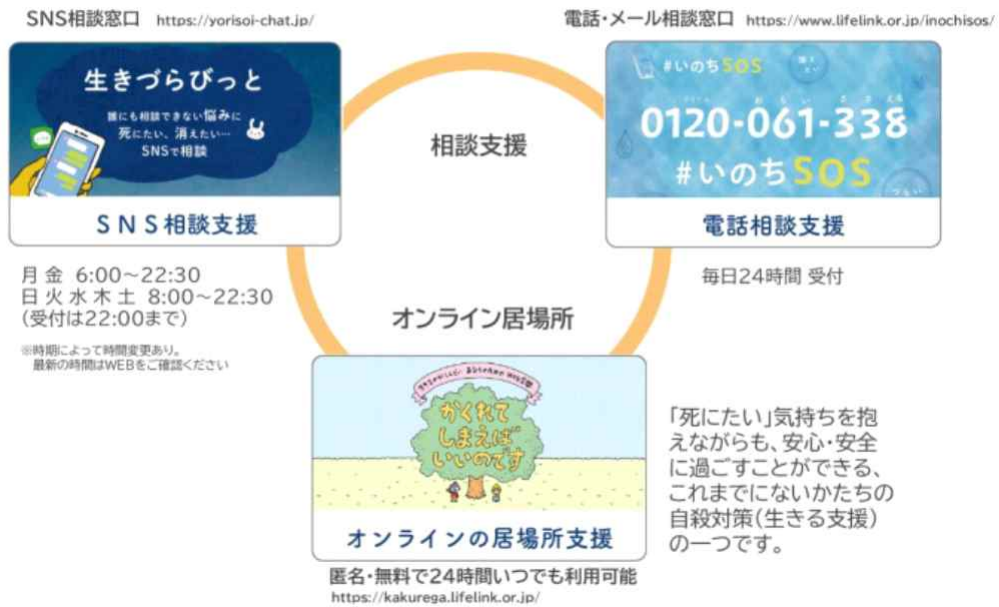 SNS相談窓口 https://yorisoi-chat.jp/
生きづらびっと
誰にも相談できない悩みに
死にたい、消えたい…
SNSで相談
SNS相談支援
月 金 6:00～22:30
日 火 水 木 土 8:00～22:30
(受付は22:00まで)
※時期によって時間変更あり。
最新の時間はWEBをご確認ください
相談支援
電話・メール相談窓口 https://www.lifelink.or.jp/inochisos/
#いのちSOS
0120-061-338
#いのちSOS
つらい
電話相談支援
毎日24時間 受付
オンライン居場所
かくれて
しまえば
いいのです
オンラインの居場所支援
匿名・無料で24時間いつでも利用可能
https://kakurega.lifelink.or.jp/
「死にたい」気持ちを抱
えながらも、安心・安全
に過ごすことができる、
これまでにないかたちの
自殺対策(生きる支援)
の一つです。